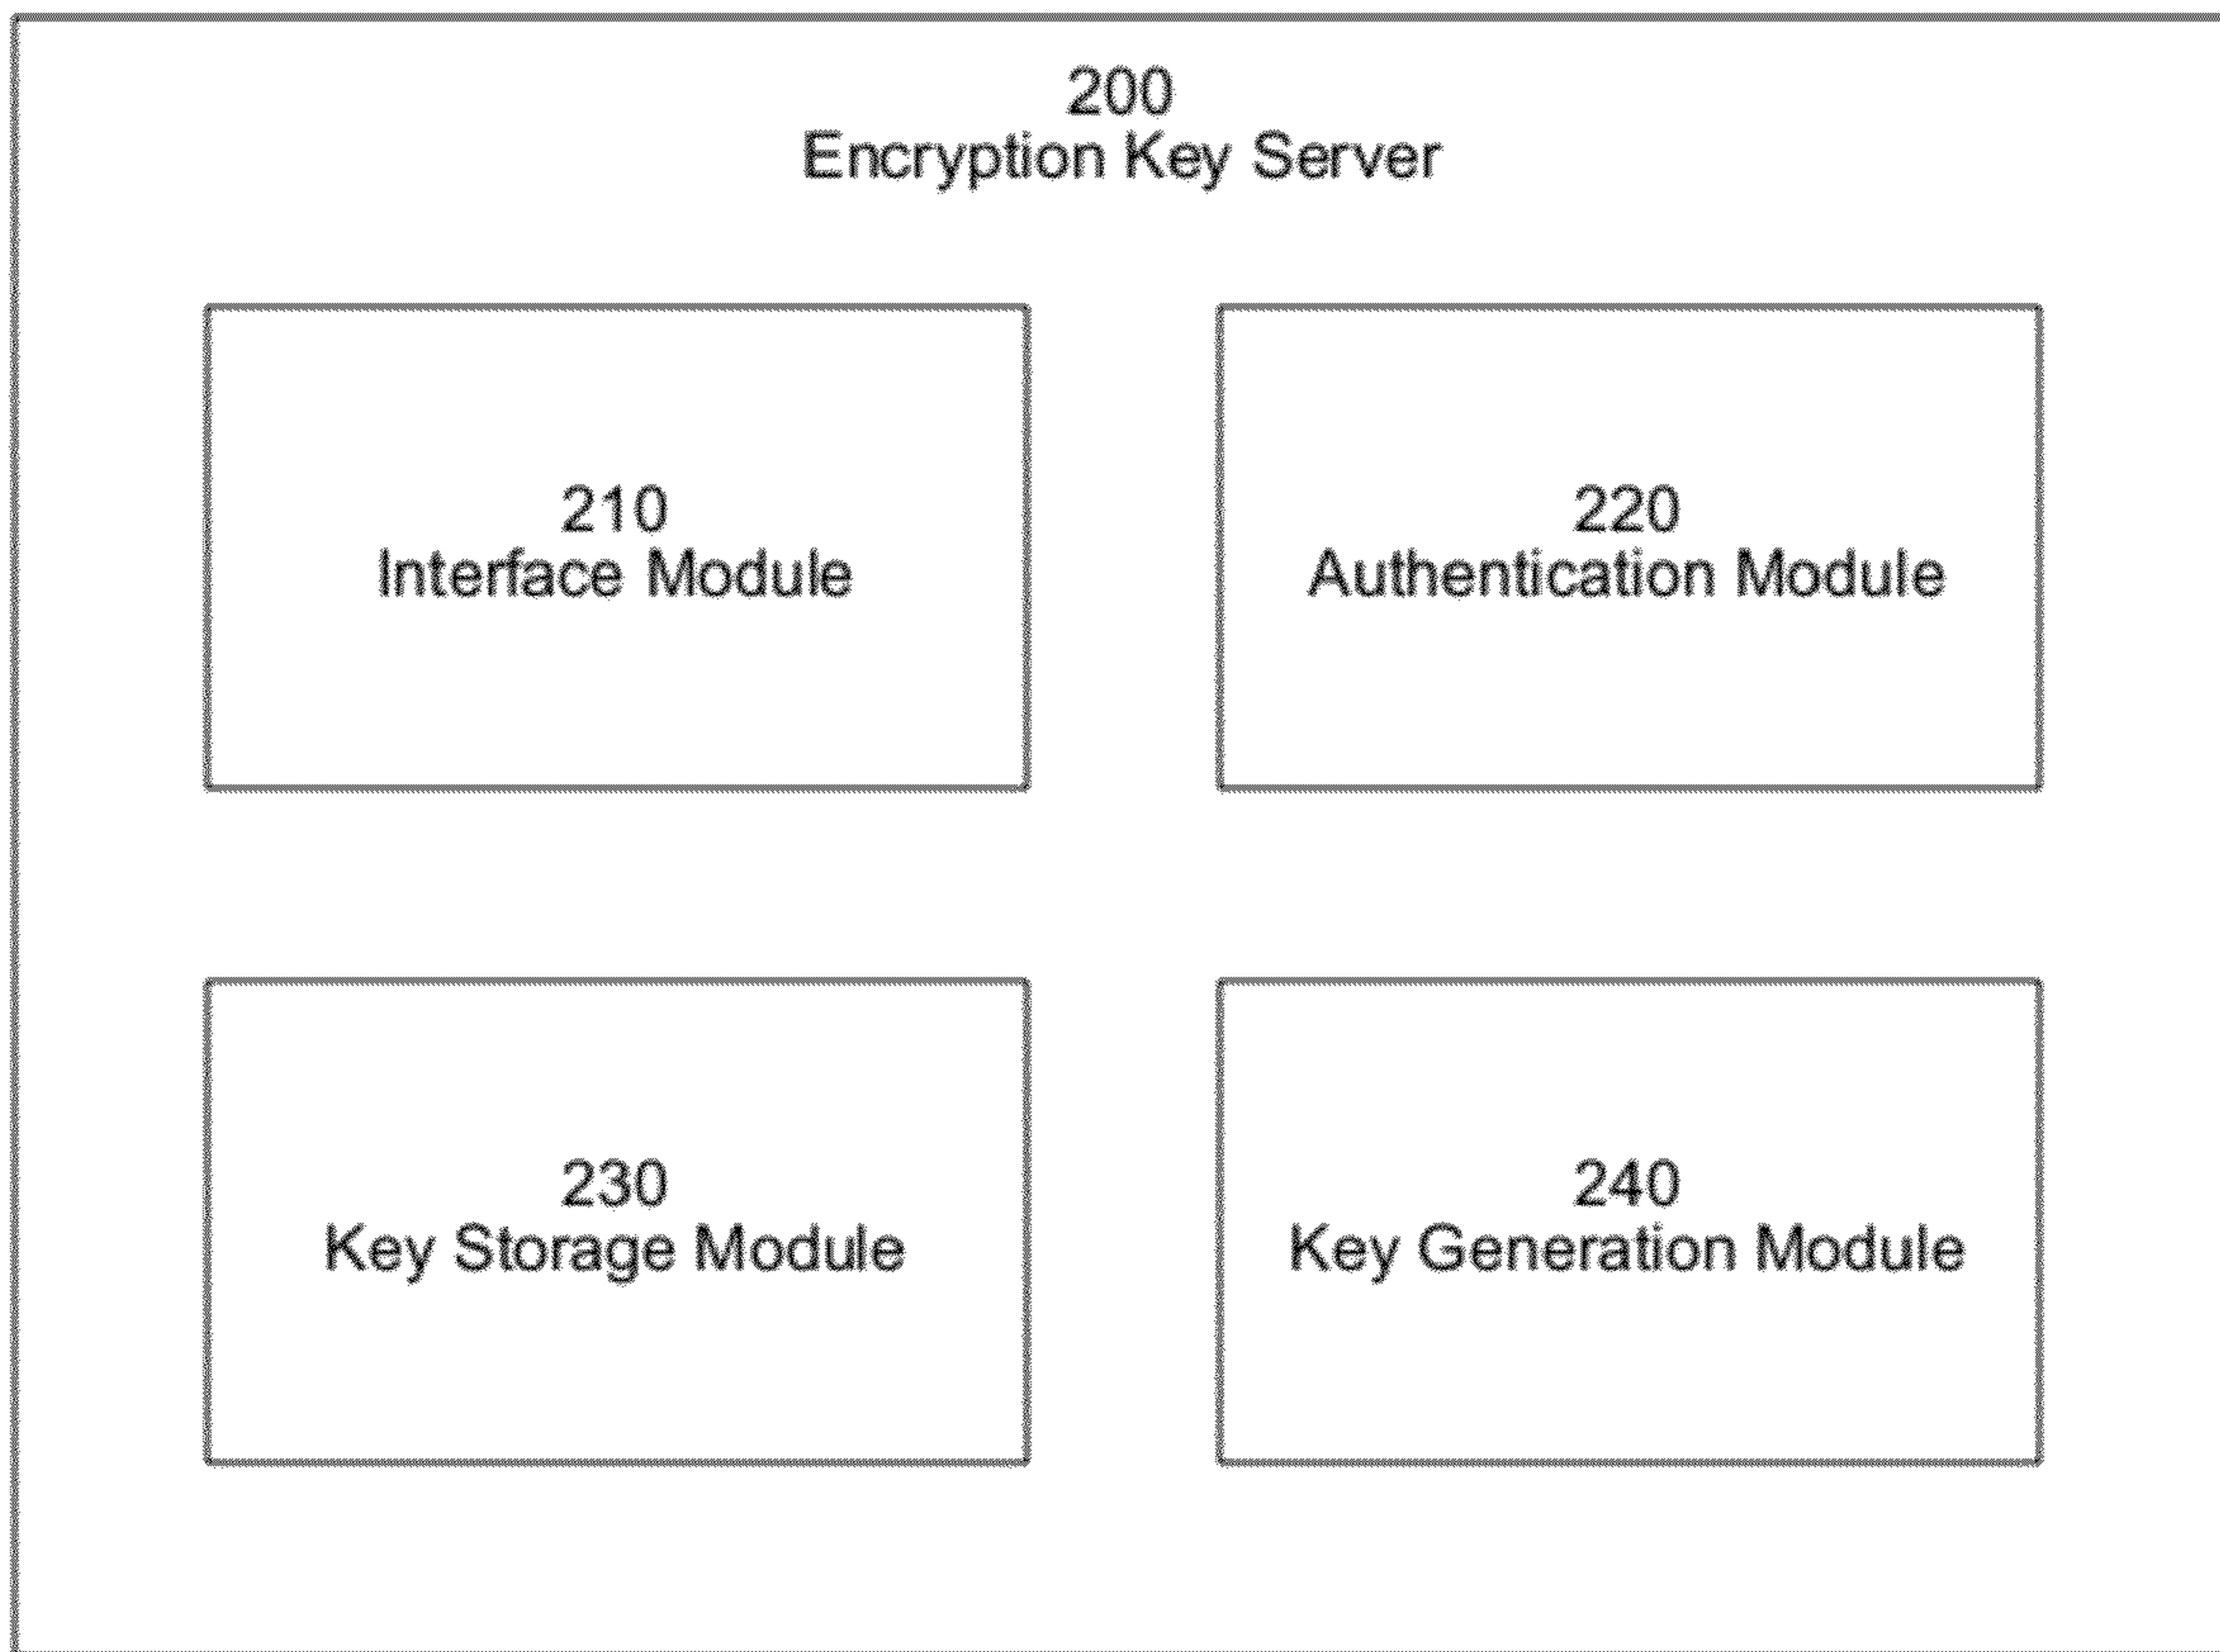 200
Encryption Key Server
210
Interface Module
220
Authentication Module
230
Key Storage Module
240
Key Generation Module